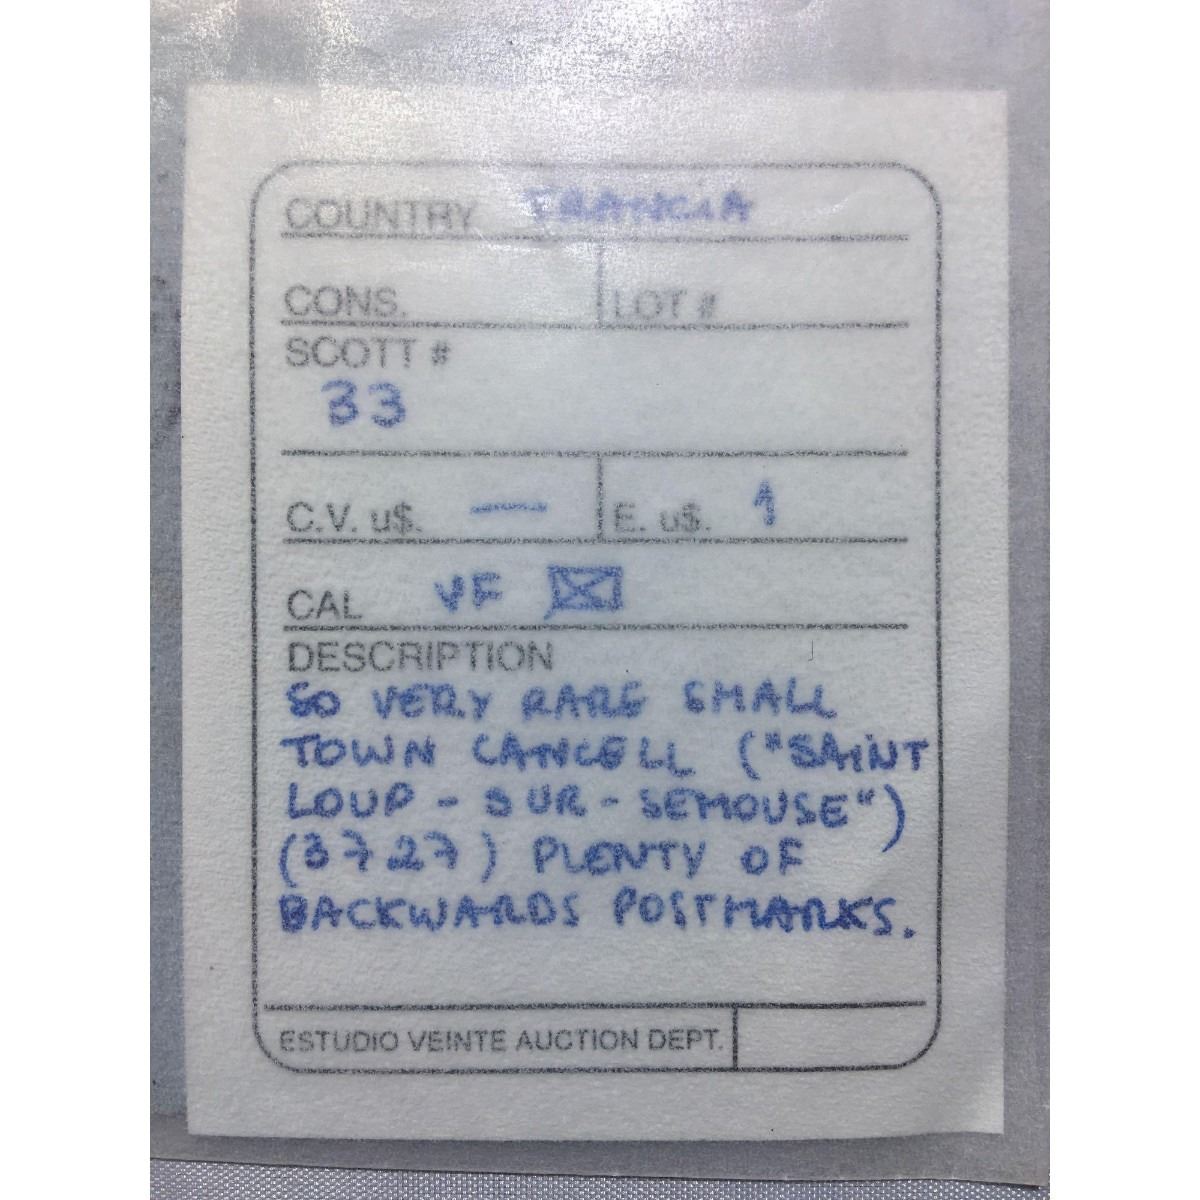 COUNTRY FRANCIA
CONS. LOT #
SCOTT #
33
C.V. u$. — E. u$. 1
CAL VF
DESCRIPTION
SO VERY RARE SMALL
TOWN CANCELL ("SAINT
LOUP - SUR - SEMOUSE")
(3727) PLENTY OF
BACKWARDS POSTMARKS.
ESTUDIO VEINTE AUCTION DEPT.